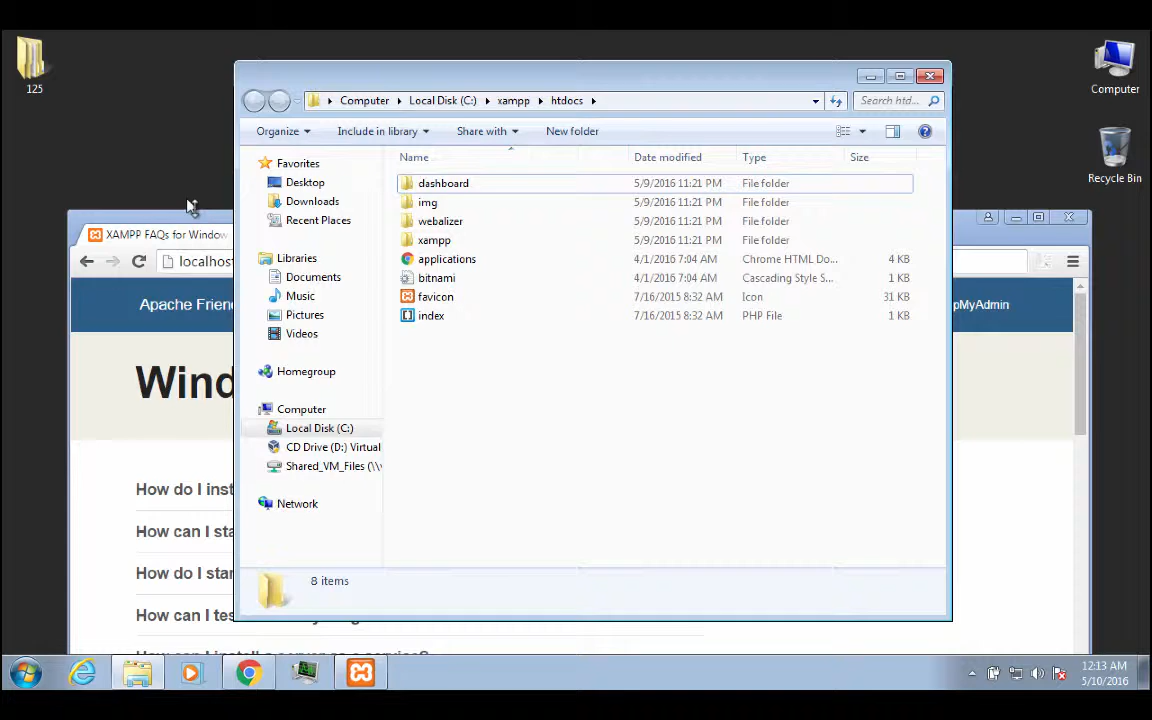 125
Computer
Recycle Bin
Computer Local Disk (C:) xampp htdocs
Search htd...
Organize Include in library Share with New folder
Name Date modified Type Size
Favorites
Desktop
Downloads
Recent Places
Libraries
Documents
Music
Pictures
Videos
Homegroup
Computer
Local Disk (C:)
CD Drive (D:) Virtual
Shared_VM_Files (\\
Network
dashboard 5/9/2016 11:21 PM File folder
img 5/9/2016 11:21 PM File folder
webalizer 5/9/2016 11:21 PM File folder
xampp 5/9/2016 11:21 PM File folder
applications 4/1/2016 7:04 AM Chrome HTML Do... 4 KB
bitnami 4/1/2016 7:04 AM Cascading Style S... 1 KB
favicon 7/16/2015 8:32 AM Icon 31 KB
index 7/16/2015 8:32 AM PHP File 1 KB
8 items
XAMPP FAQs for Window
localhos
Apache Frien
pMyAdmin
Wind
How do I inst
How can I sta
How do I star
How can I tes
12:13 AM
5/10/2016